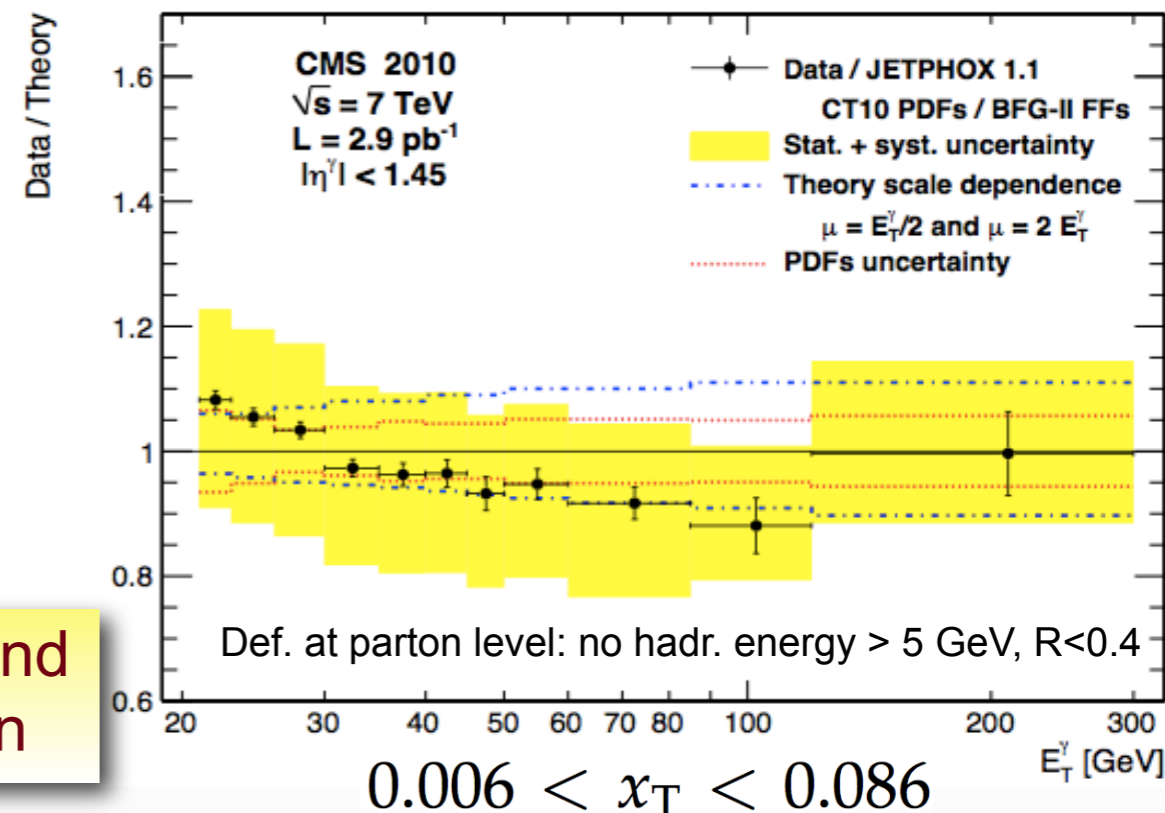 Data / Theory
CMS 2010
√s = 7 TeV
L = 2.9 pb⁻¹
|η^γ| < 1.45
Data / JETPHOX 1.1
CT10 PDFs / BFG-II FFs
Stat. + syst. uncertainty
Theory scale dependence
μ = E_T^γ/2 and μ = 2 E_T^γ
PDFs uncertainty
1.6
1.4
1.2
1
0.8
0.6
Def. at parton level: no hadr. energy > 5 GeV, R<0.4
20 30 40 50 60 70 80 100 200 300
E_T^γ [GeV]
0.006 < x_T < 0.086